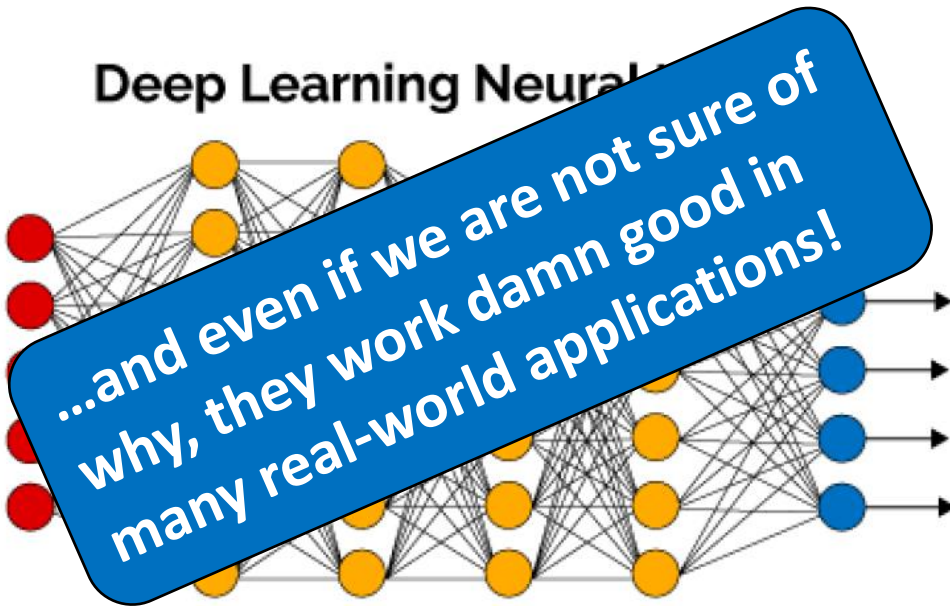 Deep Learning Neural
...and even if we are not sure of
why, they work damn good in
many real-world applications!